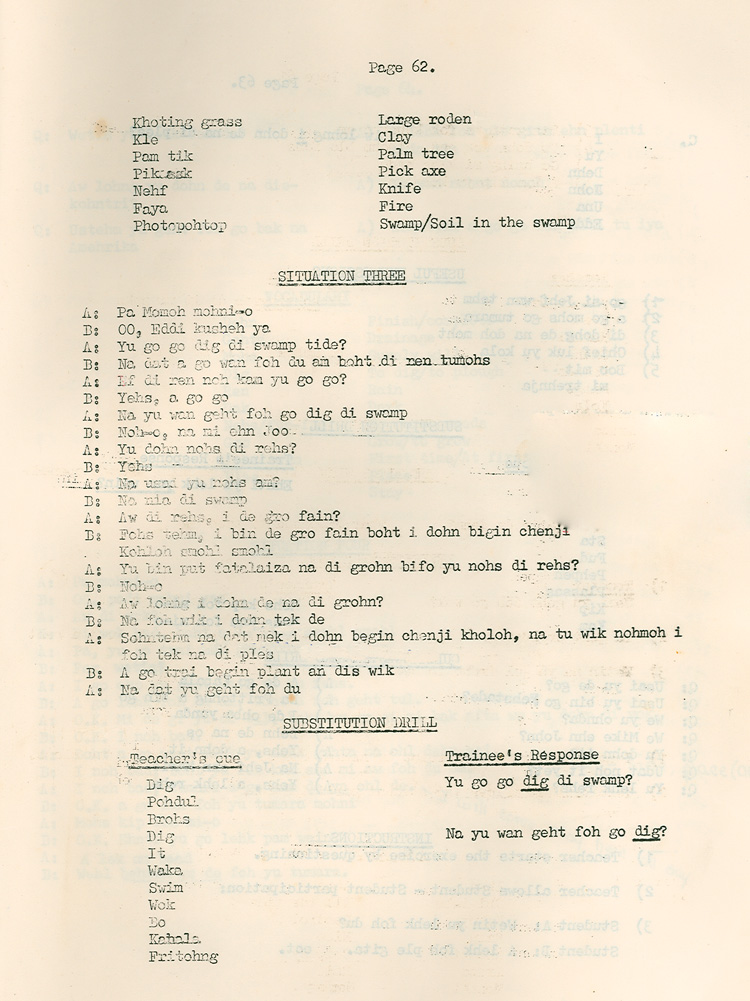 Page 62.
Khoting grass Large roden
Kle Clay
Pam tik Palm tree
Pikæsk Pick axe
Nehf Knife
Faya Fire
Photopohtop Swamp/Soil in the swamp
SITUATION THREE
A: Pa Momoh mohni-o
B: OO, Eddi kusheh ya
A: Yu go go dig di swamp tide?
B: Na dat a go wan foh du am boht di ren tumohs
A: Ef di ren noh kam yu go go?
B: Yehs, a go go
A: Na yu wan geht foh go dig di swamp
B: Noh-o, na mi ehn Joo
A: Yu dohn nohs di rehs?
B: Yehs
A: Na usai yu nohs am?
B: Na nia di swamp
A: Aw di rehs, i de gro fain?
B: Fohs tehm, i bin de gro fain boht i dohn bigin chenji
Kohloh smohl smohl
A: Yu bin put fatalaiza na di grohn bifo yu nohs di rehs?
B: Noh-o
A: Aw lohng i dohn de na di grohn?
B: Na foh wik i dohn tek de
A: Sohntehm na dat mek i dohn begin chenji kholoh, na tu wik nohmoh i
foh tek na di ples
B: A go trai begin plant an dis wik
A: Na dat yu geht foh du
SUBSTITUTION DRILL
Teacher's cue Trainee's Response
Dig Yu go go dig di swamp?
Pohdul
Brohs
Dig Na yu wan geht foh go dig?
It
Waka
Swim
Wok
Bo
Kahala
Fritohng